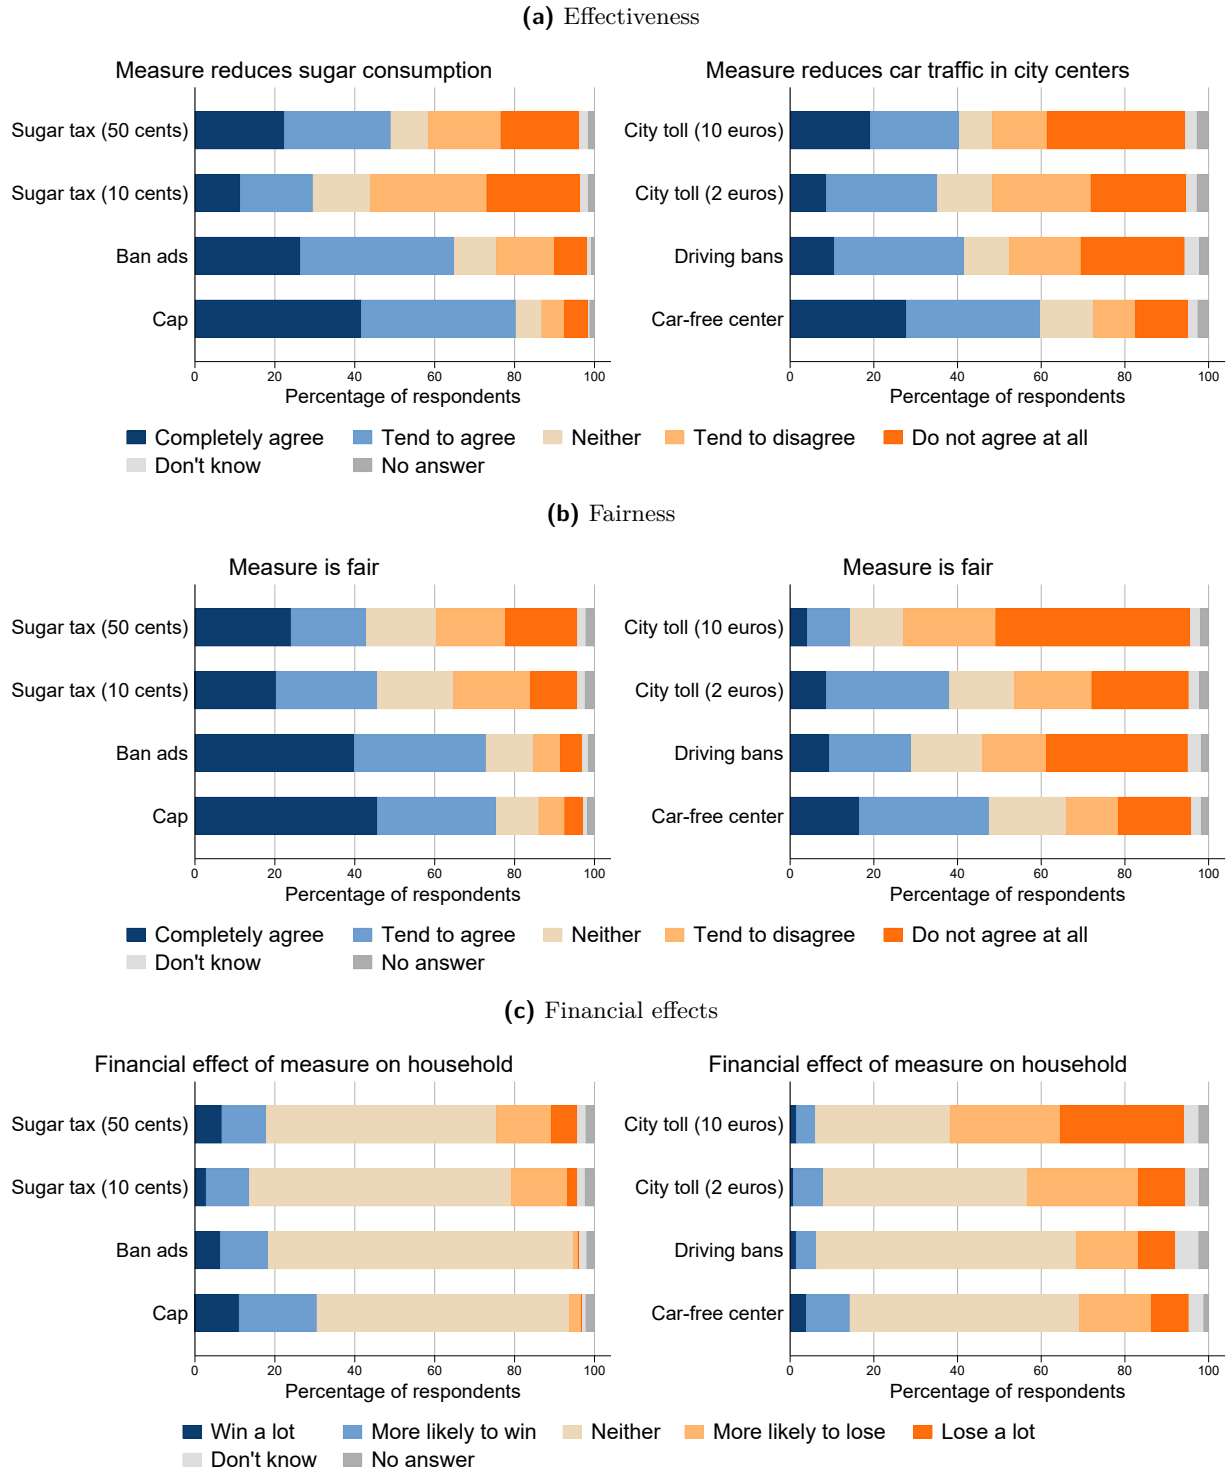 (a) Effectiveness
Measure reduces sugar consumption
Sugar tax (50 cents)
Sugar tax (10 cents)
Ban ads
Cap
0 20 40 60 80 100
Percentage of respondents
Measure reduces car traffic in city centers
City toll (10 euros)
City toll (2 euros)
Driving bans
Car-free center
0 20 40 60 80 100
Percentage of respondents
Completely agree Tend to agree Neither Tend to disagree Do not agree at all
Don't know No answer
(b) Fairness
Measure is fair
Sugar tax (50 cents)
Sugar tax (10 cents)
Ban ads
Cap
0 20 40 60 80 100
Percentage of respondents
Measure is fair
City toll (10 euros)
City toll (2 euros)
Driving bans
Car-free center
0 20 40 60 80 100
Percentage of respondents
Completely agree Tend to agree Neither Tend to disagree Do not agree at all
Don't know No answer
(c) Financial effects
Financial effect of measure on household
Sugar tax (50 cents)
Sugar tax (10 cents)
Ban ads
Cap
0 20 40 60 80 100
Percentage of respondents
Financial effect of measure on household
City toll (10 euros)
City toll (2 euros)
Driving bans
Car-free center
0 20 40 60 80 100
Percentage of respondents
Win a lot More likely to win Neither More likely to lose Lose a lot
Don't know No answer